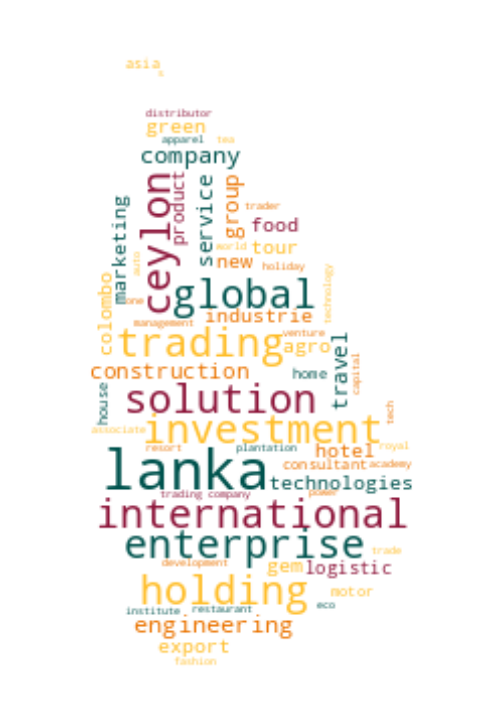 asia
s
distributor
green
apparel
tea
company
ceylon
product
service
group
trader
food
marketing
auto
world
tour
new
holiday
technology
colombo
one
global
industrie
management
trading
venture
agro
travel
capital
construction
home
house
solution
tech
associate
investment
resort
plantation
hotel
royal
consultant
academy
lanka
technologies
trading company
power
international
enterprise
trade
development
gem
logistic
holding
motor
institute
restaurant
eco
engineering
export
fashion